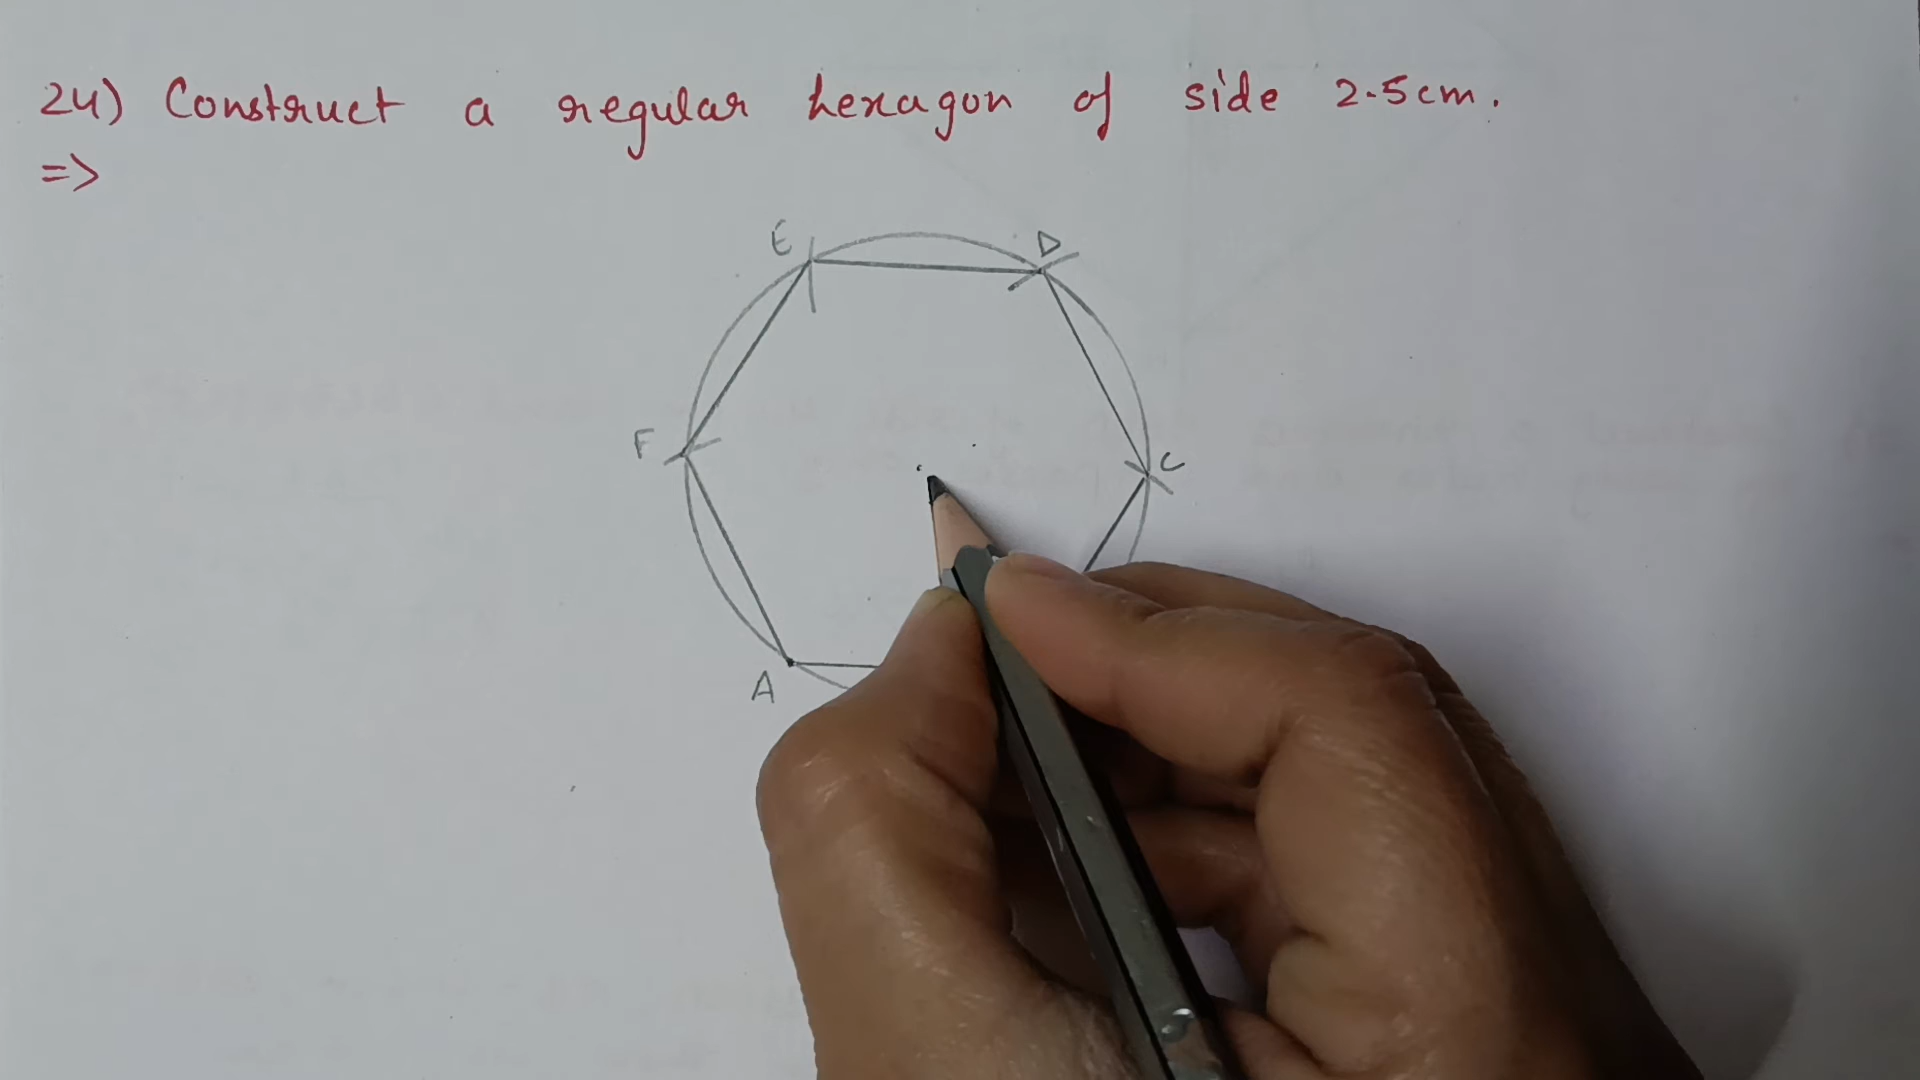 24) Construct a regular hexagon of side 2.5cm.
=>
E
D
F
C
A